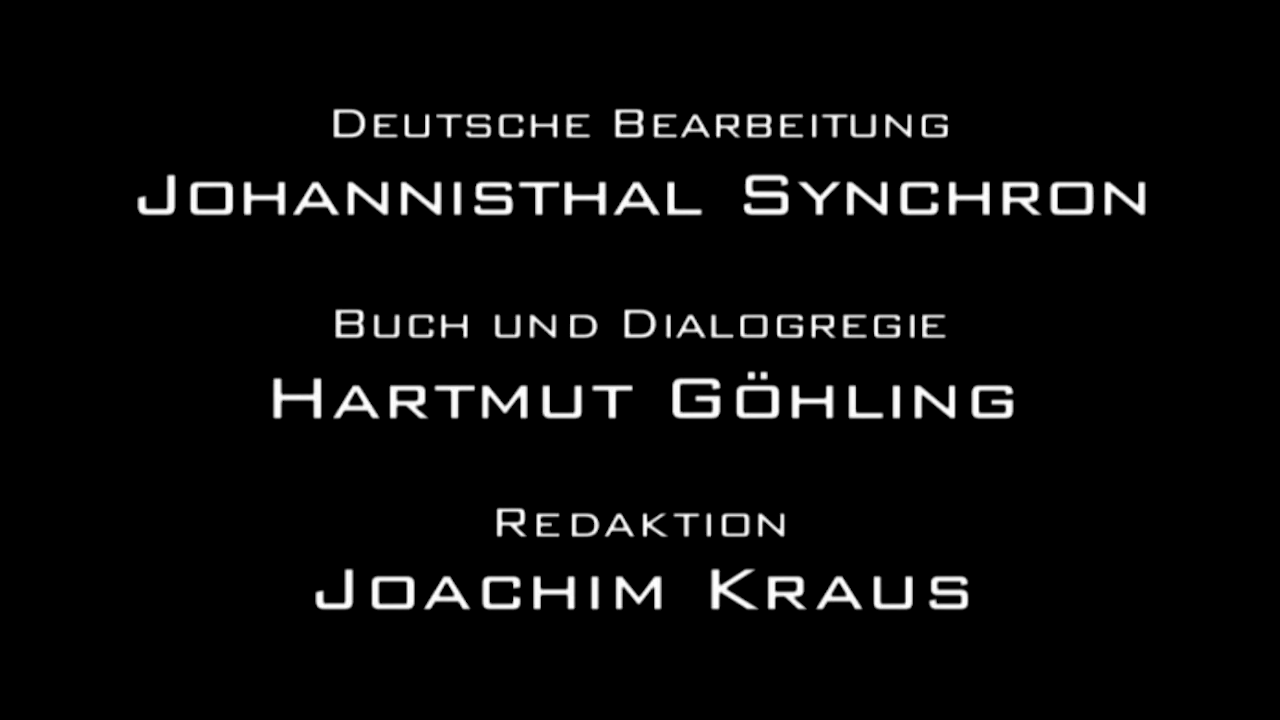 Deutsche Bearbeitung
Johannisthal Synchron
Buch und Dialogregie
Hartmut Göhling
Redaktion
Joachim Kraus